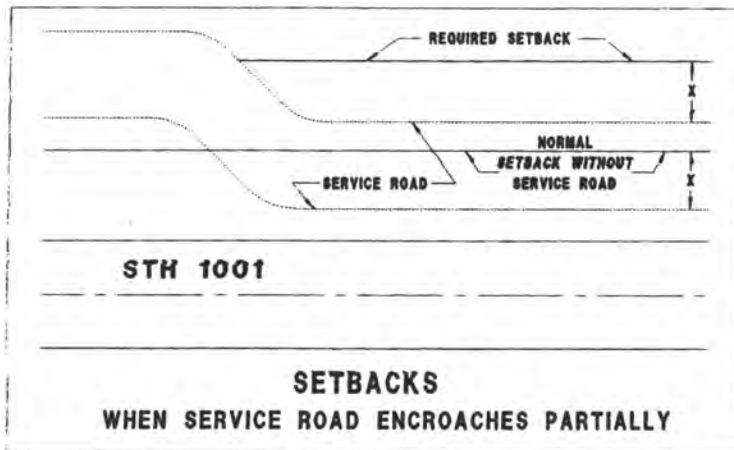 REQUIRED SETBACK
X
NORMAL
SETBACK WITHOUT
SERVICE ROAD
SERVICE ROAD
X
STH 1001
SETBACKS
WHEN SERVICE ROAD ENCROACHES PARTIALLY